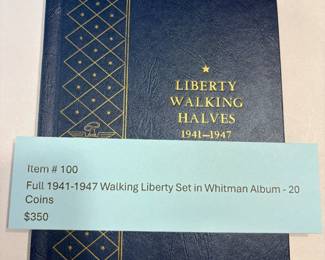 LIBERTY
WALKING
HALVES
1941-1947
Item # 100
Full 1941-1947 Walking Liberty Set in Whitman Album - 20
Coins
$350